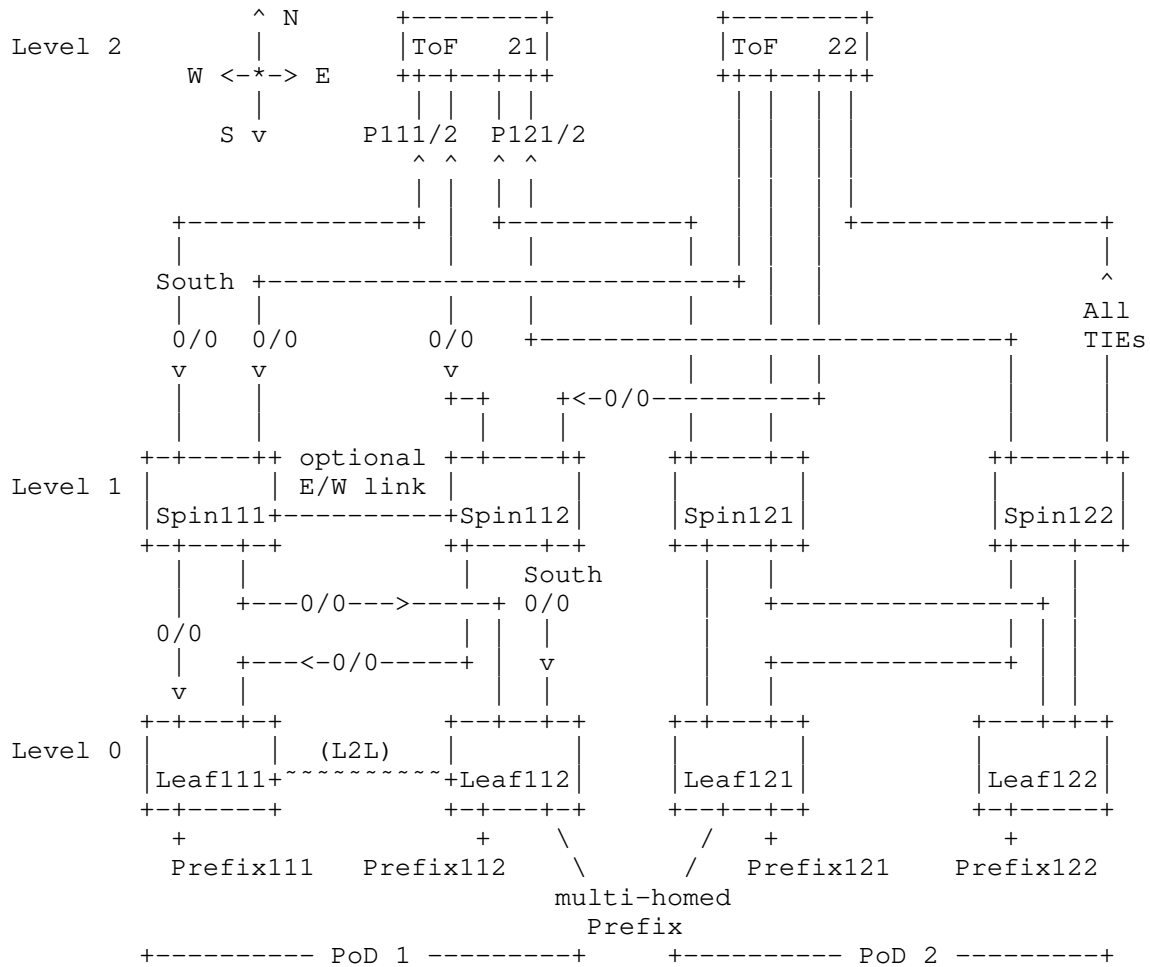 ^ N +--------+ +--------+
Level 2 | |ToF 21| |ToF 22|
W <-*-> E ++-+--+-++ ++-+--+-++
| | | | | | | | |
S v P111/2 P121/2 | | | |
^ ^ ^ ^ | | | |
| | | | | | | |
+---------------+ | +-----------+ | | | +---------------+
| | | | | | | |
South +-----------------------------+ | | ^
| | | | | | | All
0/0 0/0 0/0 +-----------------------------+ TIEs
v v v | | | | |
| | +-+ +<-0/0----------+ | |
| | | | | | | |
+-+----++ optional +-+----++ ++----+-+ ++-----++
Level 1 | | E/W link | | | | | |
|Spin111+----------+Spin112| |Spin121| |Spin122|
+-+---+-+ ++----+-+ +-+---+-+ ++---+--+
| | | South | | | |
| +---0/0--->-----+ 0/0 | +----------------+ |
0/0 | | | | | | |
| +---<-0/0-----+ | v | +--------------+ | |
v | | | | | | |
+-+---+-+ +--+--+-+ +-+---+-+ +---+-+-+
Level 0 | | (L2L) | | | | | |
|Leaf111+~~~~~~~~~~+Leaf112| |Leaf121| |Leaf122|
+-+-----+ +-+---+-+ +--+--+-+ +-+-----+
+ + \ / + +
Prefix111 Prefix112 \ / Prefix121 Prefix122
multi-homed
Prefix
+---------- PoD 1 ---------+ +---------- PoD 2 ---------+